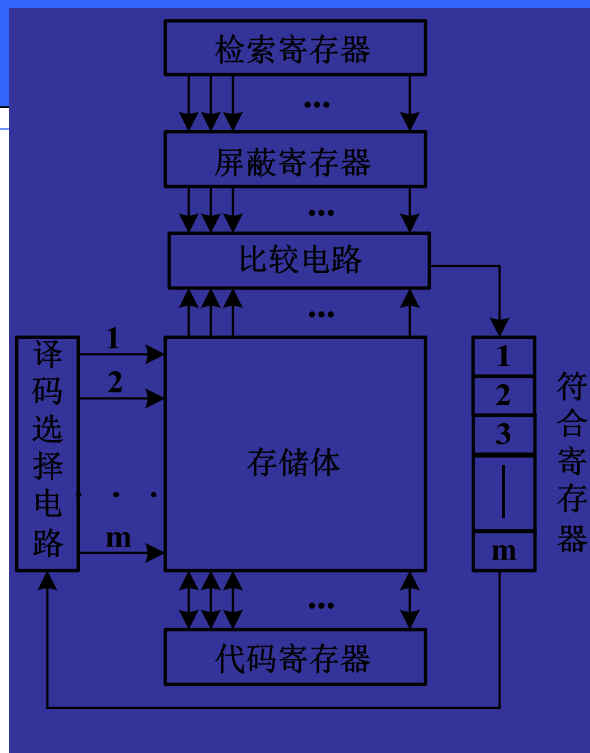 检索寄存器
...
屏蔽寄存器
...
比较电路
...
译码选择电路
1
2
. . .
m
存储体
1
2
3
m
符合寄存器
...
代码寄存器